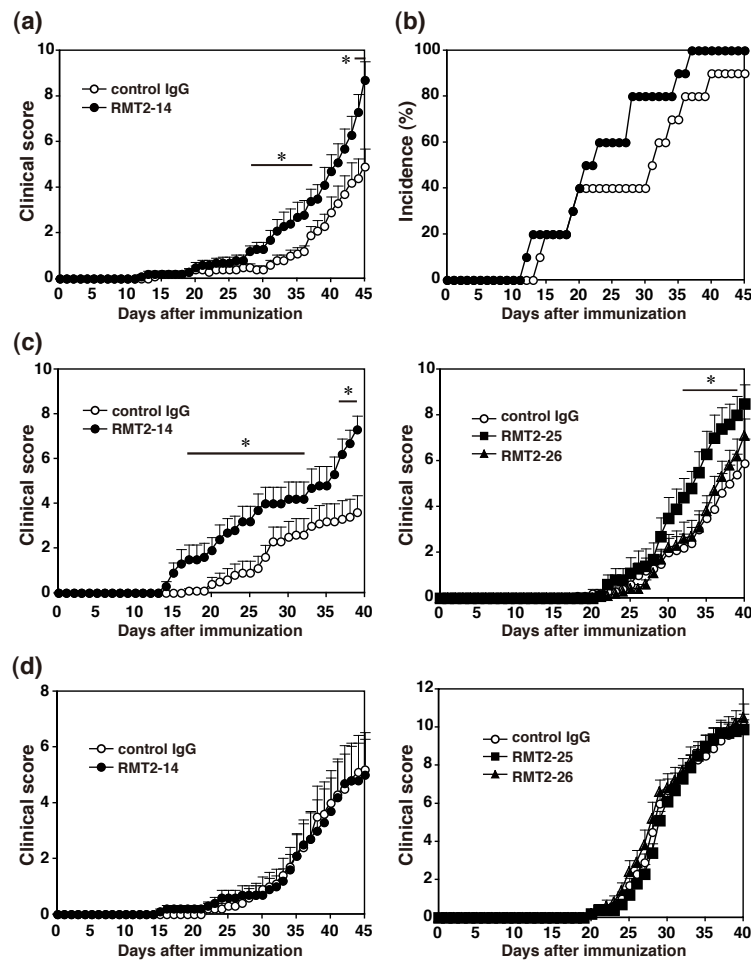 (a)
10
8
6
4
2
0
Clinical score
control IgG
RMT2-14
*
*
0 5 10 15 20 25 30 35 40 45
Days after immunization
(b)
100
80
60
40
20
0
Incidence (%)
0 5 10 15 20 25 30 35 40 45
Days after immunization
(c)
10
8
6
4
2
0
Clinical score
control IgG
RMT2-14
*
*
0 5 10 15 20 25 30 35 40
Days after immunization
10
8
6
4
2
0
Clinical score
control IgG
RMT2-25
RMT2-26
*
0 5 10 15 20 25 30 35 40
Days after immunization
(d)
8
6
4
2
0
Clinical score
control IgG
RMT2-14
0 5 10 15 20 25 30 35 40 45
Days after immunization
12
10
8
6
4
2
0
Clinical score
control IgG
RMT2-25
RMT2-26
0 5 10 15 20 25 30 35 40
Days after immunization